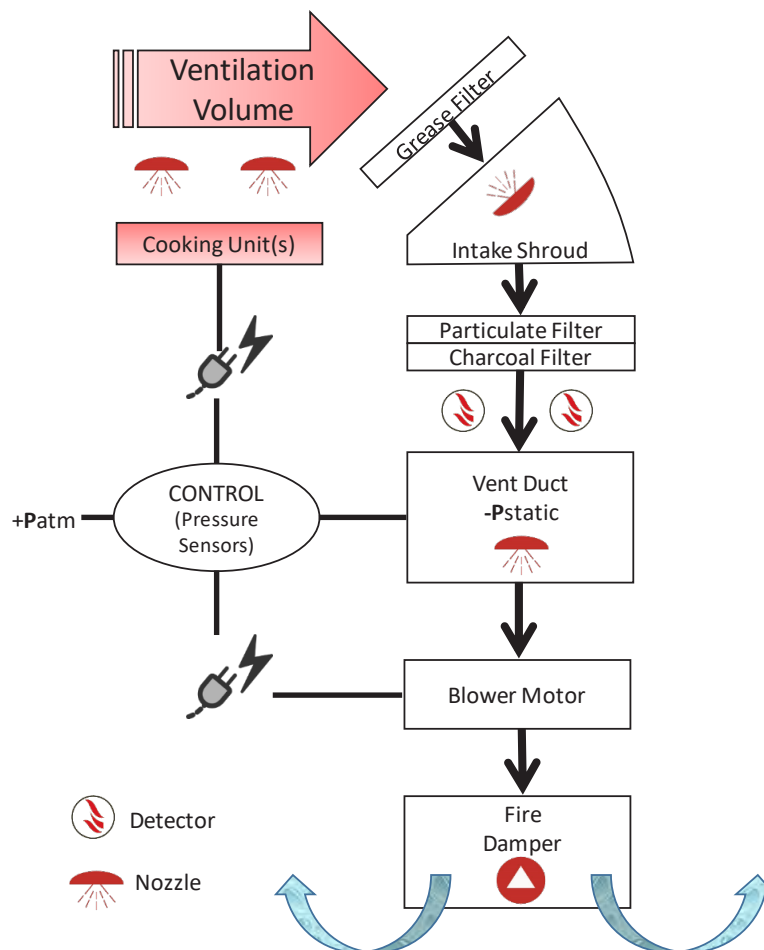 Ventilation
Volume
Grease Filter
Cooking Unit(s)
Intake Shroud
Particulate Filter
Charcoal Filter
+Patm
CONTROL
(Pressure
Sensors)
Vent Duct
-Pstatic
Blower Motor
Fire
Damper
Detector
Nozzle